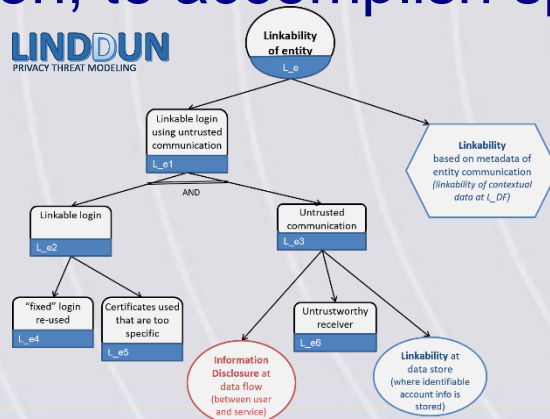 to accomplish
LINDDUN
PRIVACY THREAT MODELING
Linkability
of entity
L_e
Linkable login
using untrusted
communication
L_e1
Linkability
based on metadata of
entity communication
(linkability of contextual
data at L_DF)
AND
Linkable login
L_e2
Untrusted
communication
L_e3
"fixed" login
re-used
L_e4
Certificates used
that are too
specific
L_e5
Information
Disclosure at
data flow
(between user
and service)
Untrustworthy
receiver
L_e6
Linkability at
data store
(where identifiable
account info is
stored)